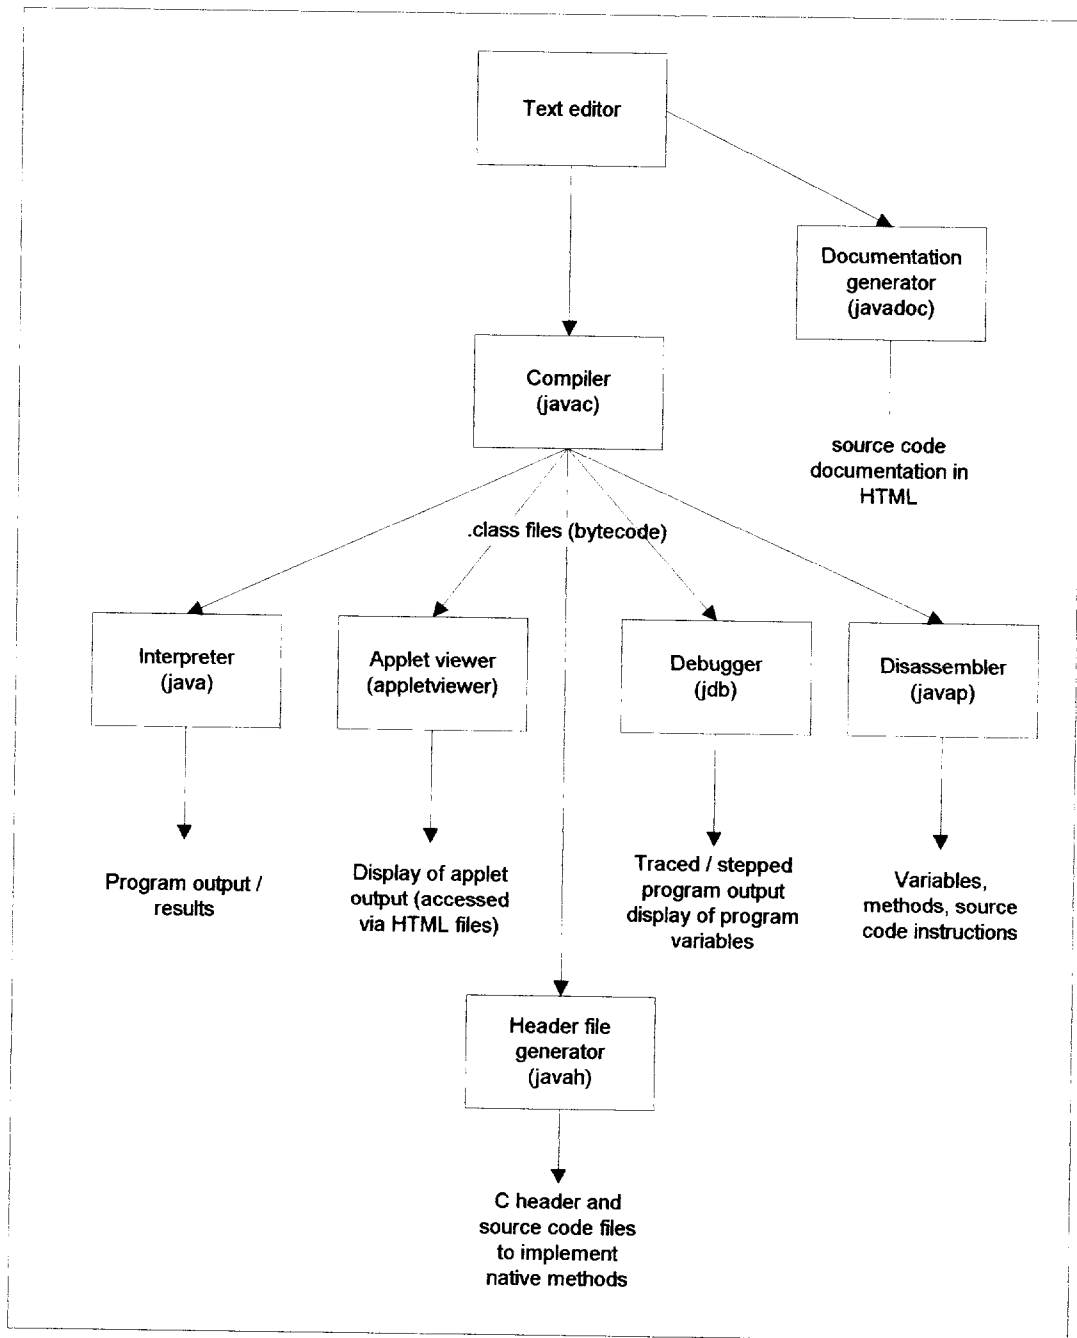 Text editor
Documentation
generator
(javadoc)
Compiler
(javac)
source code
documentation in
HTML
.class files (bytecode)
Interpreter
(java)
Applet viewer
(appletviewer)
Debugger
(jdb)
Disassembler
(javap)
Program output /
results
Display of applet
output (accessed
via HTML files)
Traced / stepped
program output
display of program
variables
Variables,
methods, source
code instructions
Header file
generator
(javah)
C header and
source code files
to implement
native methods